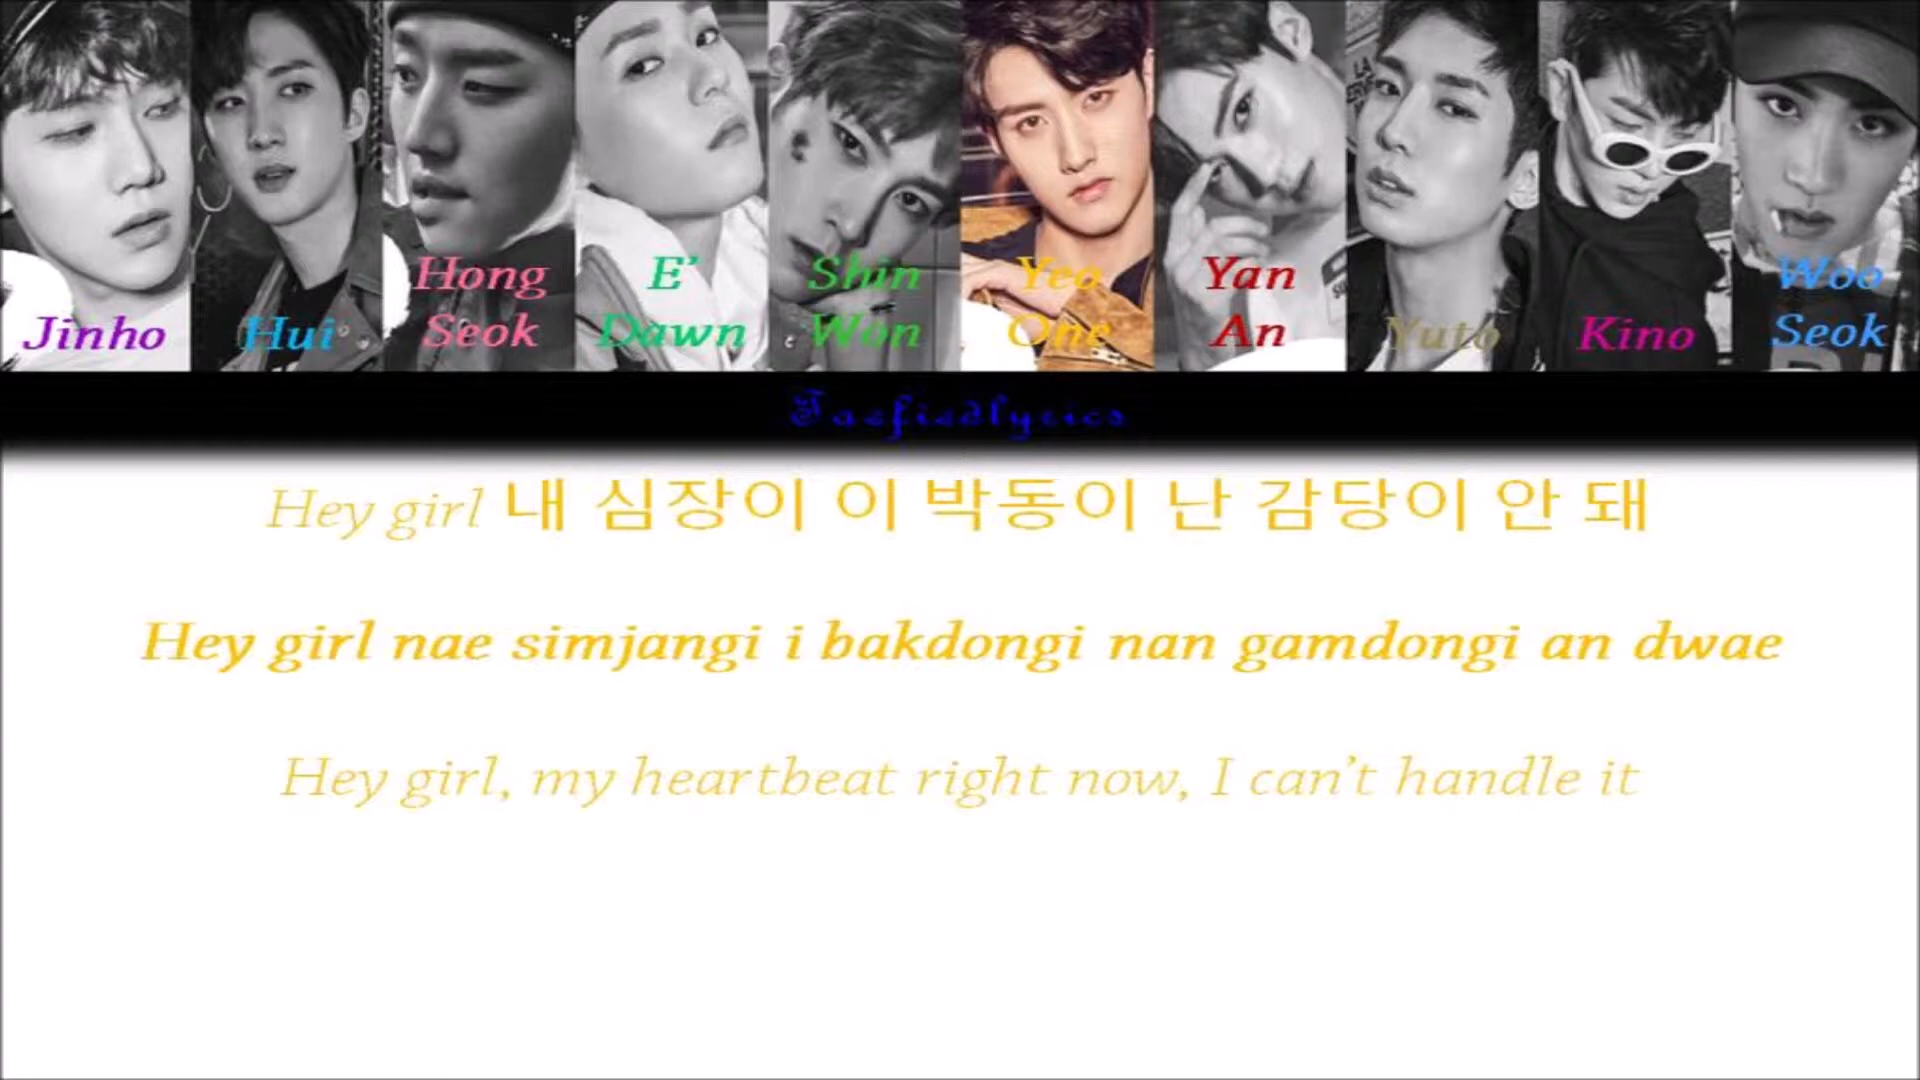 Jinho
Hui
Hong
Seok
E'
Dawn
Shin
Won
Yeo
One
Yan
An
Yuto
Kino
Woo
Seok
Taefiedlyrics
Hey girl 내 심장이 이 박동이 난 감당이 안 돼
Hey girl nae simjangi i bakdongi nan gamdongi an dwae
Hey girl, my heartbeat right now, I can't handle it